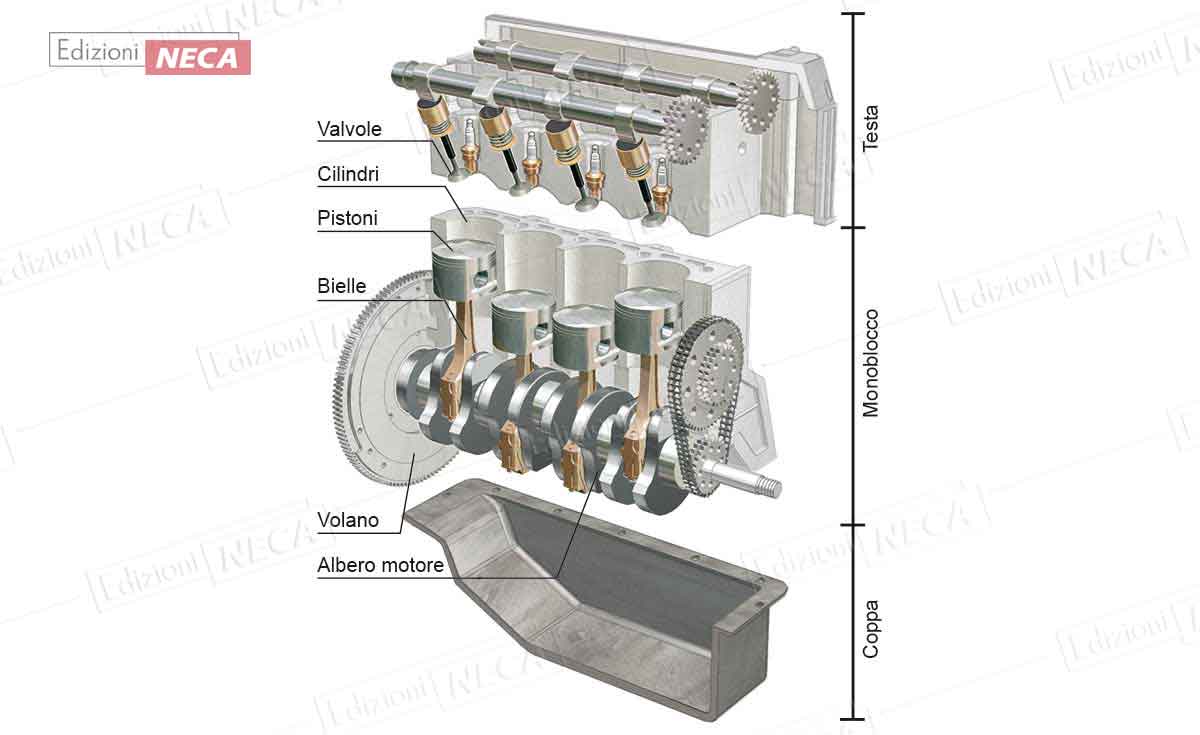 Edizioni NECA
Valvole
Cilindri
Pistoni
Bielle
Volano
Albero motore
Testa
Monoblocco
Coppa